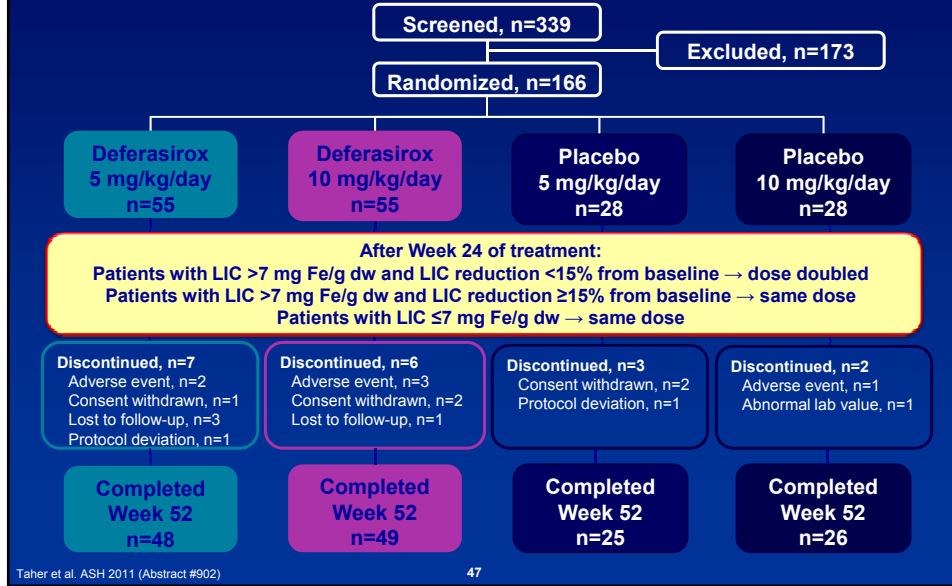 Screened, n=339
Excluded, n=173
Randomized, n=166
Deferasirox
5 mg/kg/day
n=55
Deferasirox
10 mg/kg/day
n=55
Placebo
5 mg/kg/day
n=28
Placebo
10 mg/kg/day
n=28
After Week 24 of treatment:
Patients with LIC >7 mg Fe/g dw and LIC reduction <15% from baseline → dose doubled
Patients with LIC >7 mg Fe/g dw and LIC reduction ≥15% from baseline → same dose
Patients with LIC ≤7 mg Fe/g dw → same dose
Discontinued, n=7
Adverse event, n=2
Consent withdrawn, n=1
Lost to follow-up, n=3
Protocol deviation, n=1
Discontinued, n=6
Adverse event, n=3
Consent withdrawn, n=2
Lost to follow-up, n=1
Discontinued, n=3
Consent withdrawn, n=2
Protocol deviation, n=1
Discontinued, n=2
Adverse event, n=1
Abnormal lab value, n=1
Completed
Week 52
n=48
Completed
Week 52
n=49
Completed
Week 52
n=25
Completed
Week 52
n=26
Taher et al. ASH 2011 (Abstract #902)
47